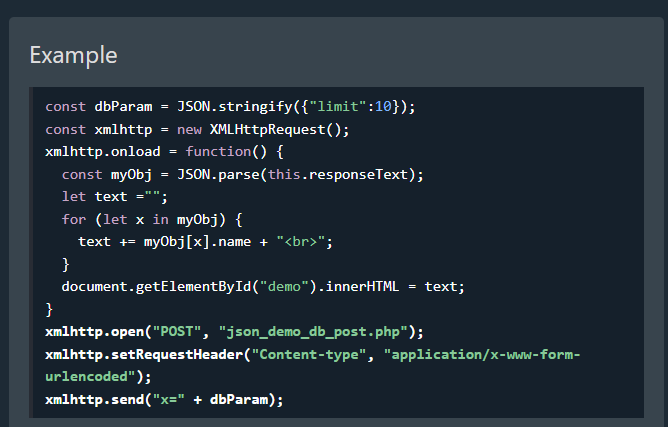 Example
const dbParam = JSON.stringify({"limit":10});
const xmlhttp = new XMLHttpRequest();
xmlhttp.onload = function() {
  const myObj = JSON.parse(this.responseText);
  let text ="";
  for (let x in myObj) {
    text += myObj[x].name + "<br>";
  }
  document.getElementById("demo").innerHTML = text;
}
xmlhttp.open("POST", "json_demo_db_post.php");
xmlhttp.setRequestHeader("Content-type", "application/x-www-form-
urlencoded");
xmlhttp.send("x=" + dbParam);